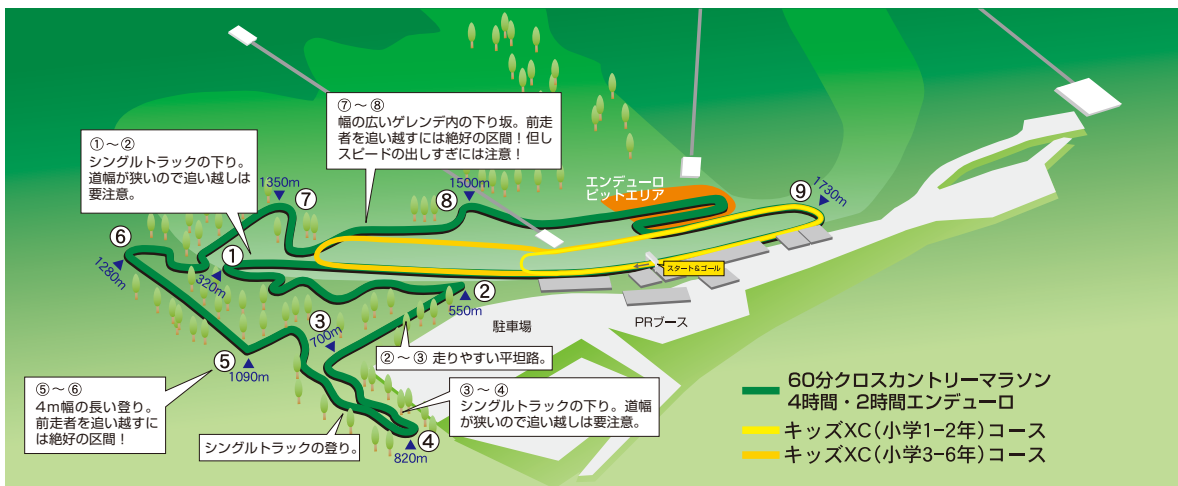 ⑦～⑧
幅の広いゲレンデ内の下り坂。前走
者を追い越すには絶好の区間！但し
スピードの出しすぎには注意！
①～②
シングルトラックの下り。
道幅が狭いので追い越しは
要注意。
1350m
⑦
1500m
⑧
エンデューロ
ピットエリア
⑨
1730m
⑥
1280m
①
320m
スタート&ゴール
②
550m
③
700m
駐車場
PRブース
②～③ 走りやすい平坦路。
⑤
1090m
⑤～⑥
4m幅の長い登り。
前走者を追い越すに
は絶好の区間！
③～④
シングルトラックの下り。道幅
が狭いので追い越しは要注意。
シングルトラックの登り。
④
820m
60分クロスカントリーマラソン
4時間・2時間エンデューロ
キッズXC(小学1-2年)コース
キッズXC(小学3-6年)コース